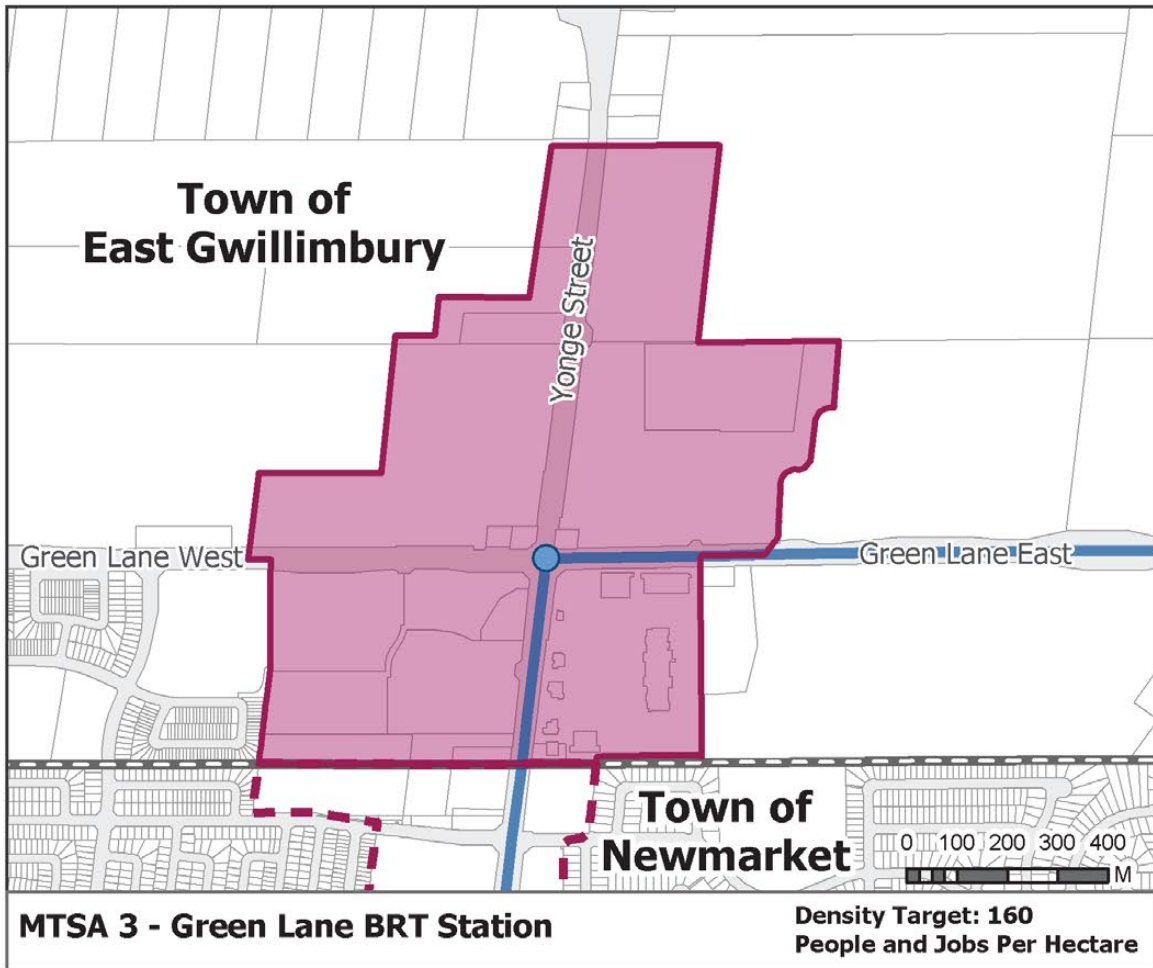 Town of
East Gwillimbury
Yonge Street
Green Lane West
Green Lane East
Town of
Newmarket
0 100 200 300 400
M
MTSA 3 - Green Lane BRT Station
Density Target: 160
People and Jobs Per Hectare